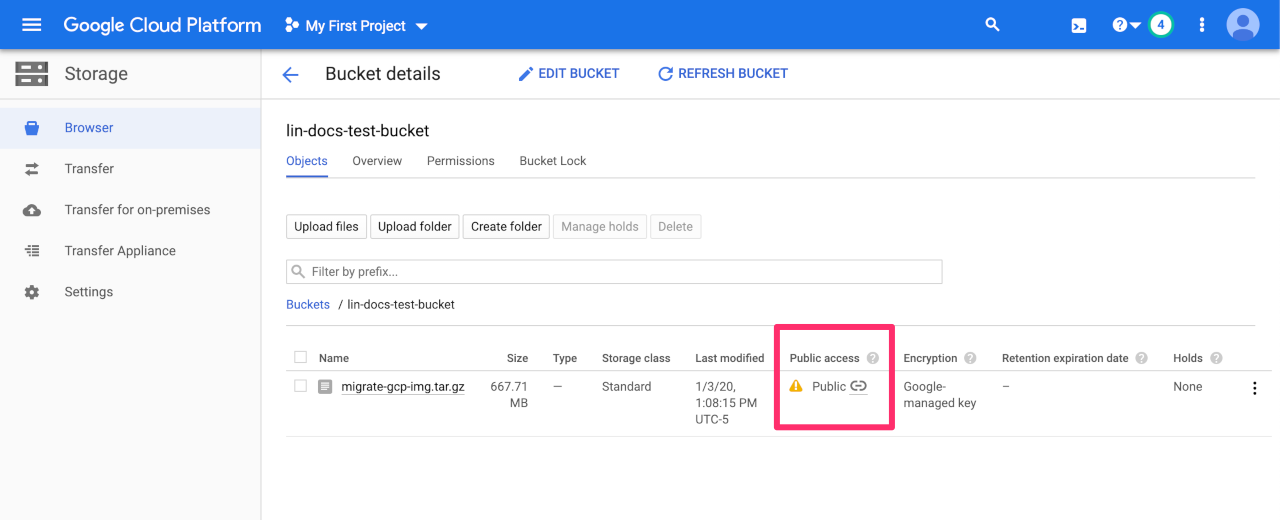 Google Cloud Platform My First Project 4
Storage
Bucket details EDIT BUCKET REFRESH BUCKET
Browser
Transfer
Transfer for on-premises
Transfer Appliance
Settings
lin-docs-test-bucket
Objects Overview Permissions Bucket Lock
Upload files Upload folder Create folder Manage holds Delete
Filter by prefix...
Buckets / lin-docs-test-bucket
Name Size Type Storage class Last modified Public access ? Encryption ? Retention expiration date ? Holds ?
migrate-gcp-img.tar.gz 667.71 — Standard 1/3/20, Public Google- – None
MB 1:08:15 PM managed key
UTC-5